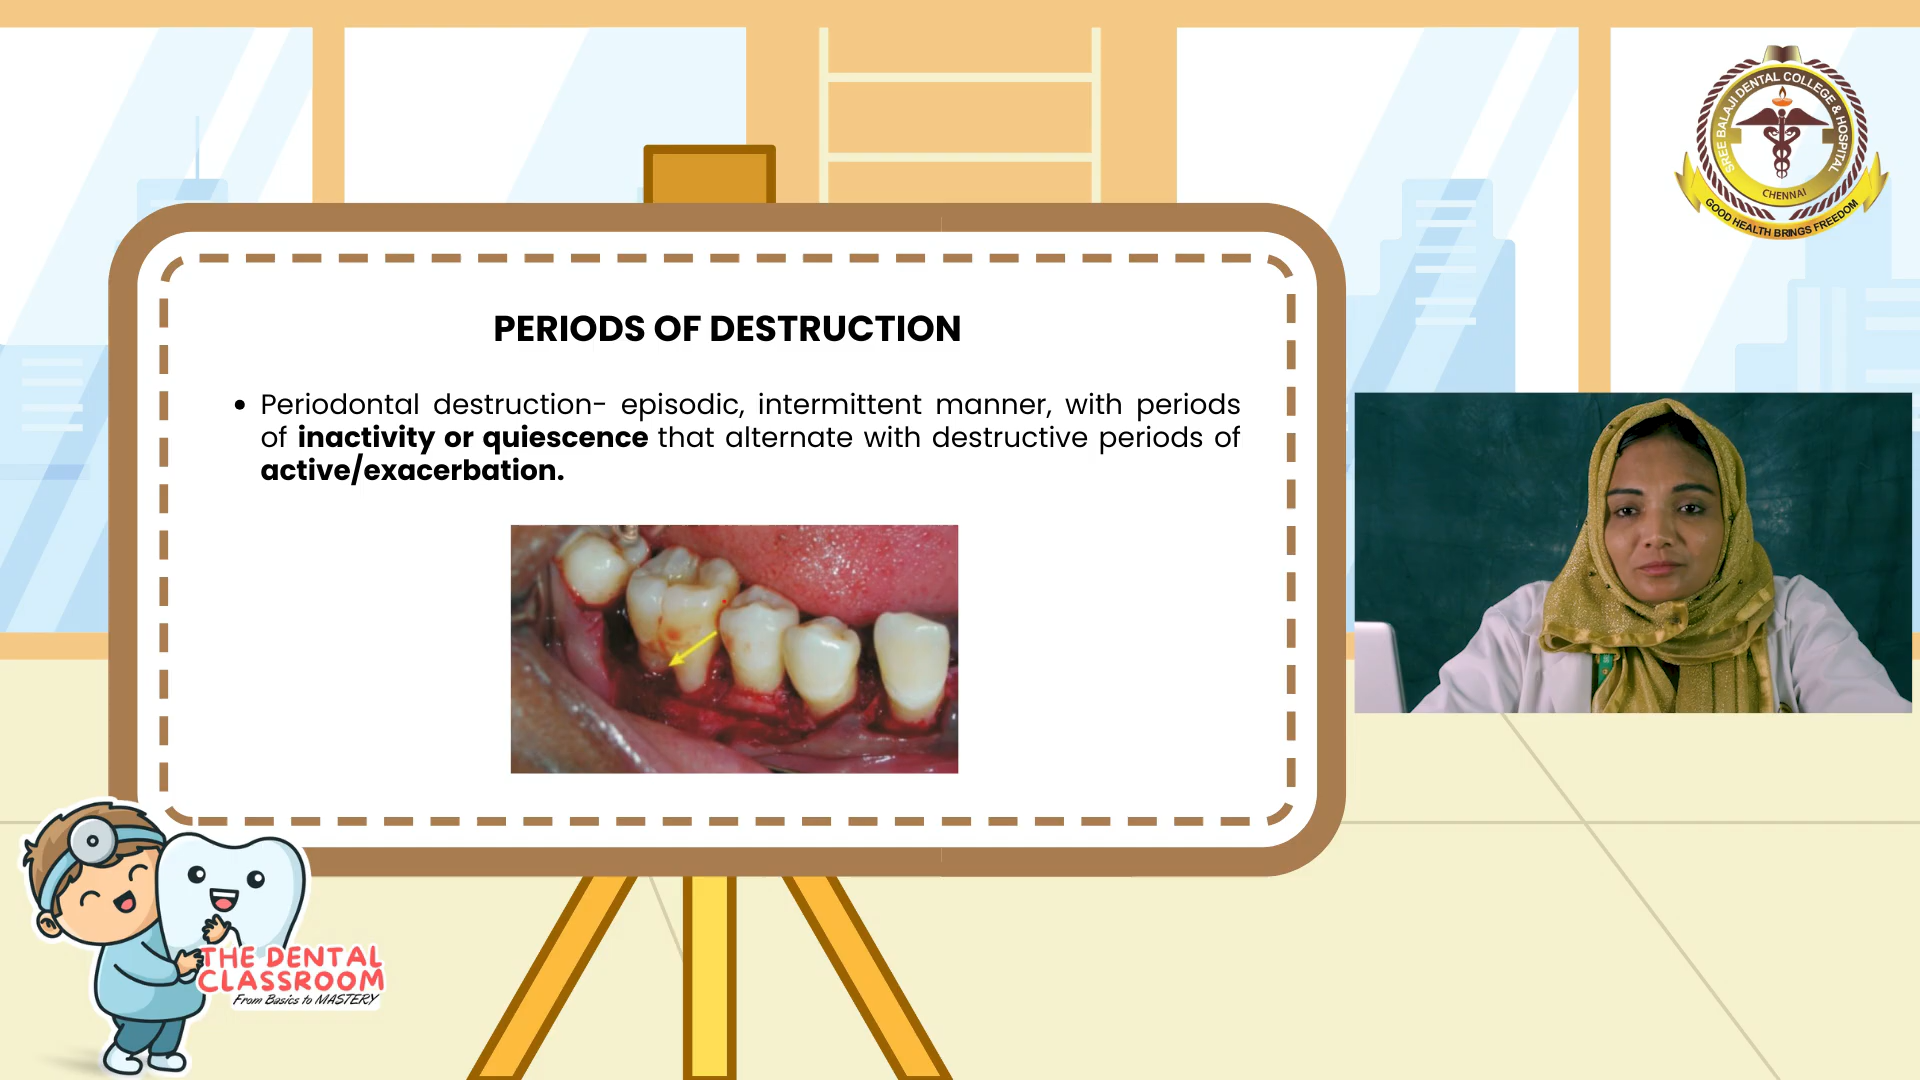 SREE BALAJI DENTAL COLLEGE & HOSPITAL
CHENNAI
GOOD HEALTH BRINGS FREEDOM
PERIODS OF DESTRUCTION
• Periodontal destruction- episodic, intermittent manner, with periods
of inactivity or quiescence that alternate with destructive periods of
active/exacerbation.
THE DENTAL
CLASSROOM
From Basics to MASTERY